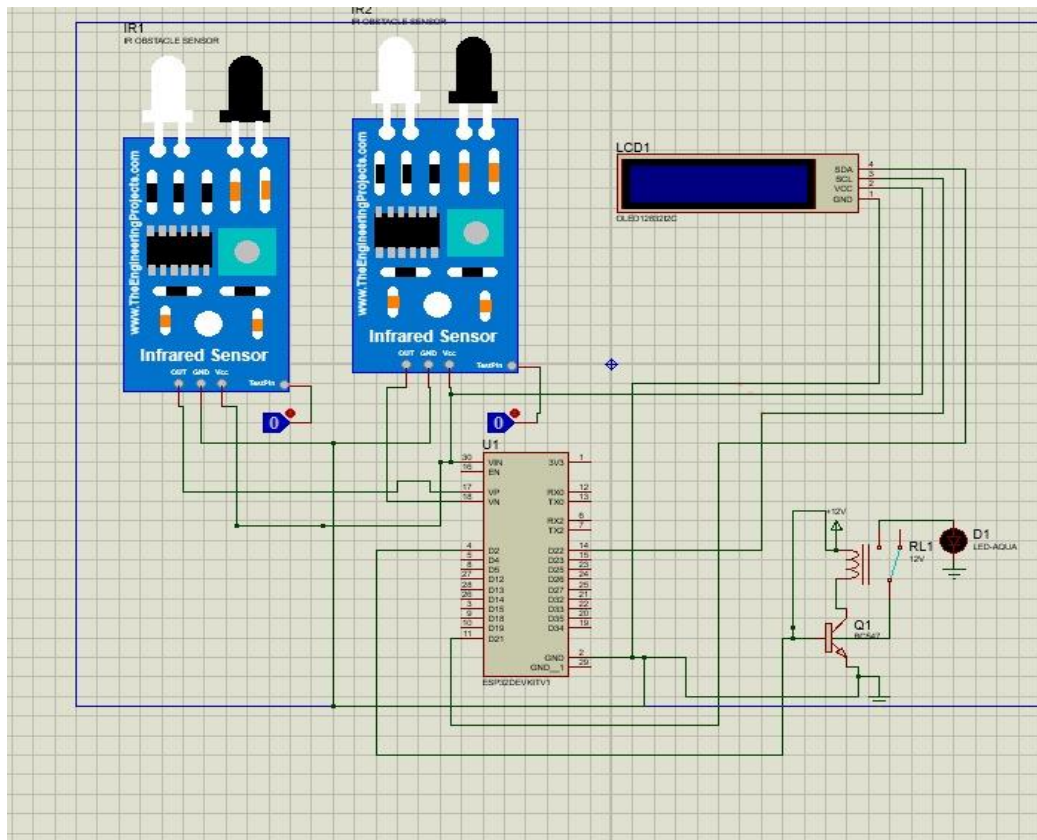 IR1
IR OBSTACLE SENSOR
www.TheEngineeringProjects.com
Infrared Sensor
OUT GND Vcc TestPin
0
IR2
IR OBSTACLE SENSOR
www.TheEngineeringProjects.com
Infrared Sensor
OUT GND Vcc TestPin
0
LCD1
SDA 4
SCL 3
VCC 2
GND 1
OLED12832I2C
U1
30 VIN 3V3 1
16 EN
17 VP RX0 12
18 VN TX0 13
RX2 6
TX2 7
4 D2 D22 14
5 D4 D23 15
8 D5 D25 23
27 D12 D26 24
28 D13 D27 25
26 D14 D32 21
3 D15 D33 22
9 D18 D35 20
10 D19 D34 19
11 D21
GND 2
GND__1 29
ESP32DEVKITV1
+12V
RL1
12V
D1
LED-AQUA
Q1
BC547